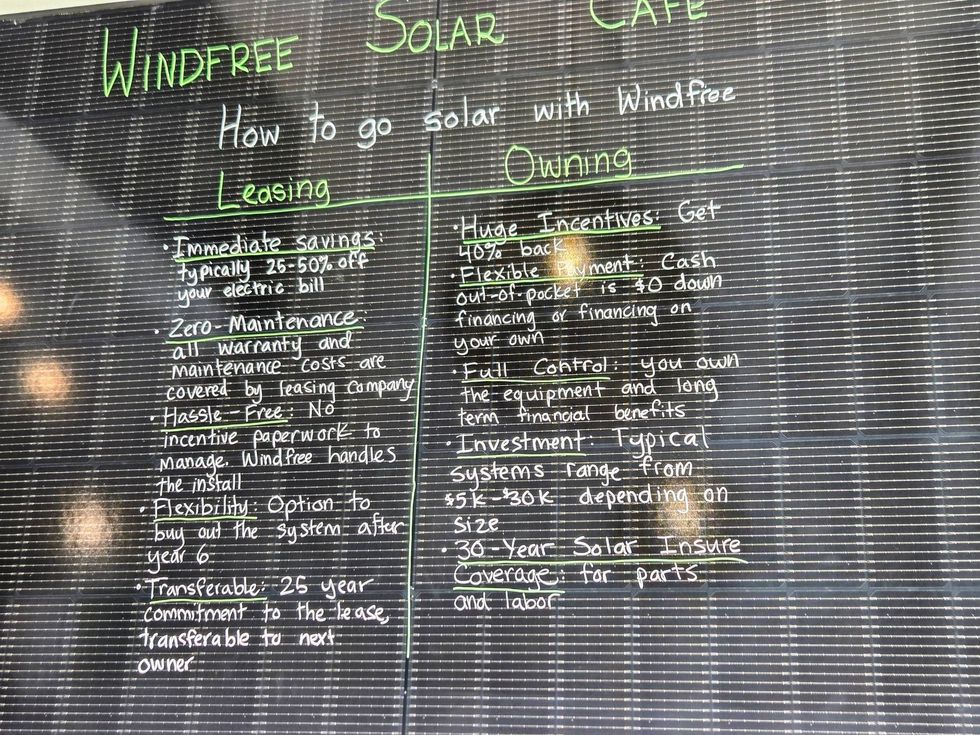 WINDFREE SOLAR CAFE
How to go solar with Windfree
Leasing
• Immediate savings:
typically 25-50% off
your electric bill
• Zero-Maintenance:
all warranty and
maintenance costs are
covered by leasing company
• Hassle-Free: No
incentive paperwork to
manage. Windfree handles
the install
• Flexibility: Option to
buy out the system after
year 6
• Transferable: 25 year
commitment to the lease,
transferable to next
owner
Owning
• Huge Incentives: Get
40% back
• Flexible Payment: Cash
out-of-pocket is $0 down
financing or financing on
your own
• Full Control: you own
the equipment and long
term financial benefits
• Investment: Typical
systems range from
$5k-$30k depending on
size
• 30-Year Solar Insure
Coverage: for parts
and labor